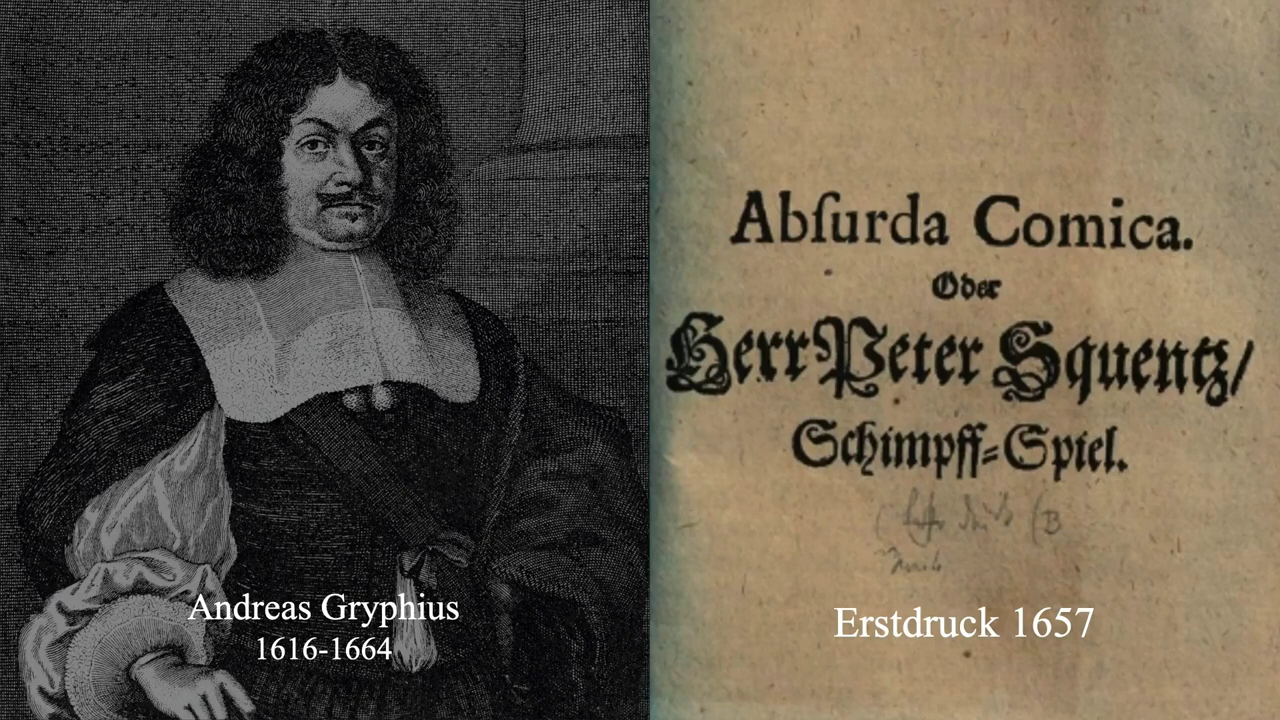 Abſurda Comica.
Oder
Herr Peter Squentz/
Schimpff⸗Spiel.
Andreas Gryphius
1616-1664
Erstdruck 1657